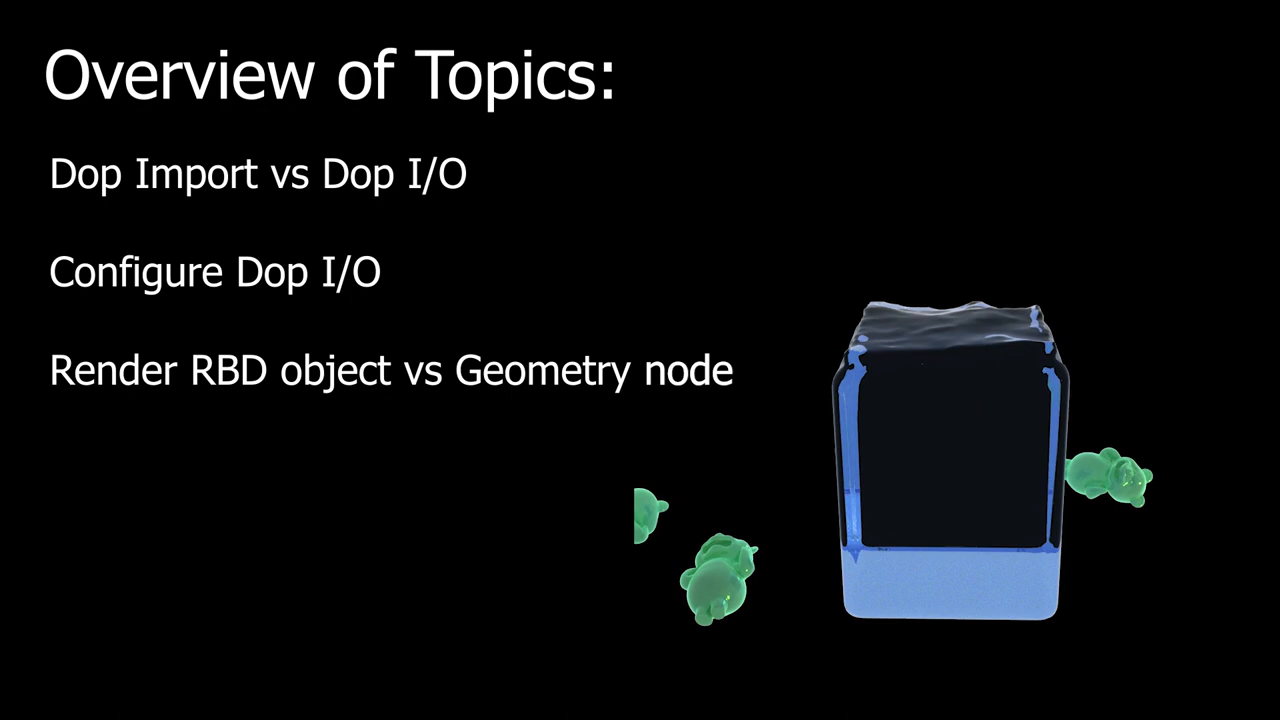 Overview of Topics:
Dop Import vs Dop I/O
Configure Dop I/O
Render RBD object vs Geometry node